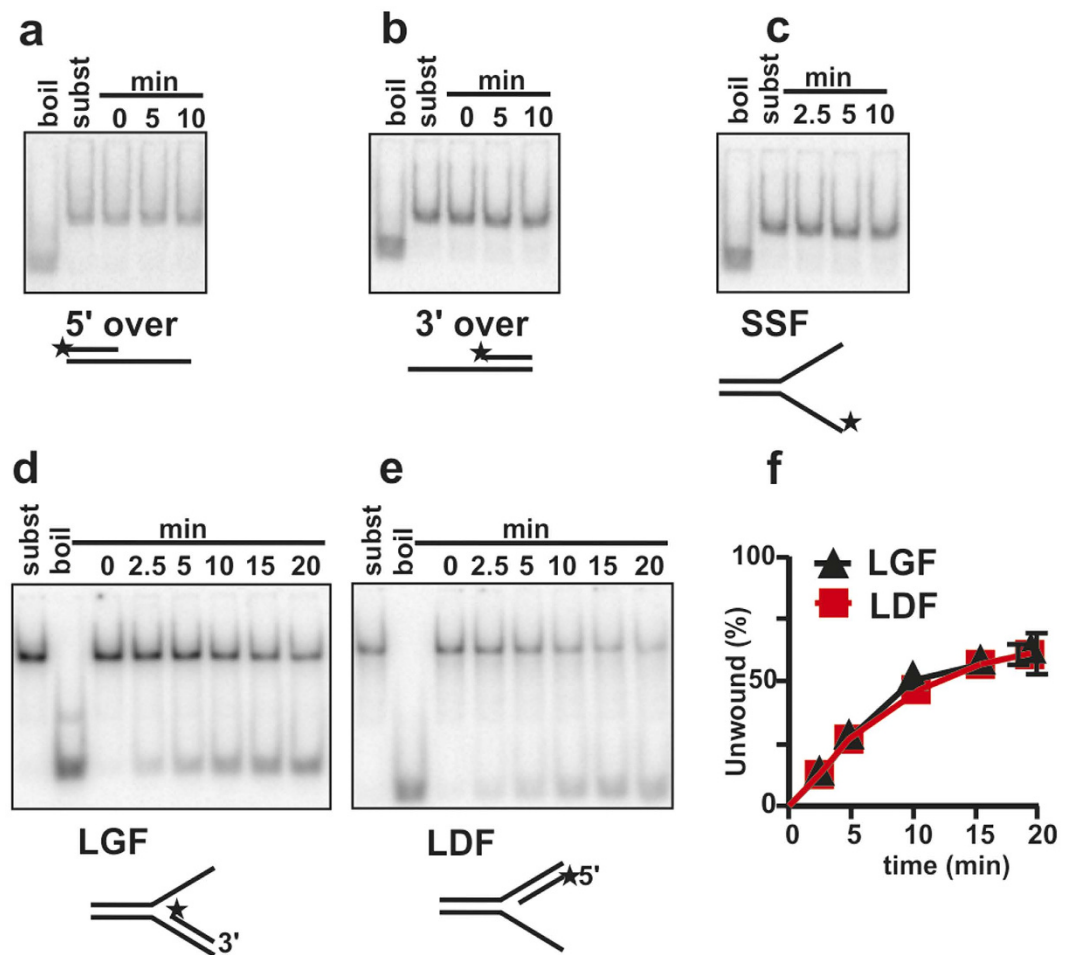 a
boil
subst
min
0 5 10
5' over
b
boil
subst
min
0 5 10
3' over
c
boil
subst
min
2.5 5 10
SSF
d
subst
boil
min
0 2.5 5 10 15 20
LGF
3'
e
subst
boil
min
0 2.5 5 10 15 20
LDF
5'
f
100
50
0
Unwound (%)
LGF
LDF
0 5 10 15 20
time (min)